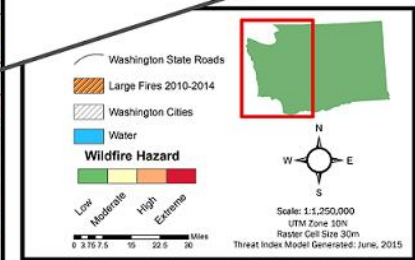 Washington State Roads
Large Fires 2010-2014
Washington Cities
Water
Wildfire Hazard
Low
Moderate
High
Extreme
Miles
0 3.75 7.5 15 22.5 30
N
W E
S
Scale: 1:1,250,000
UTM Zone 10N
Raster Cell Size 30m
Threat Index Model Generated: June, 2015